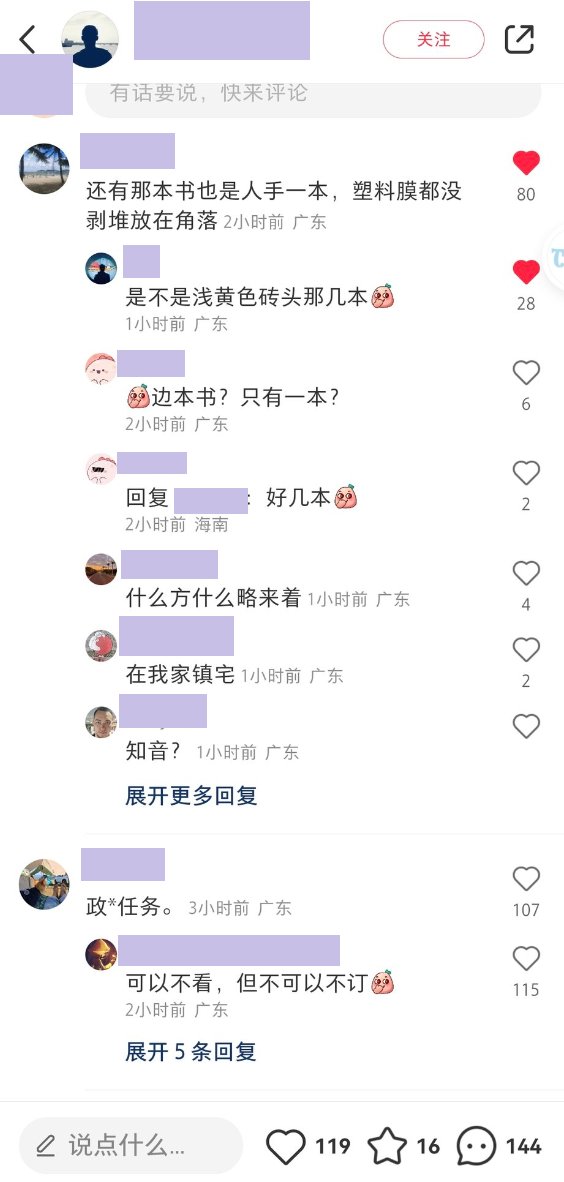 关注
有话要说，快来评论
还有那本书也是人手一本，塑料膜都没
剥堆放在角落 2小时前 广东
80
是不是浅黄色砖头那几本
1小时前 广东
28
边本书？只有一本？
2小时前 广东
6
回复 ：好几本
2小时前 海南
2
什么方什么略来着 1小时前 广东
4
在我家镇宅 1小时前 广东
2
知音？ 1小时前 广东
展开更多回复
政*任务。 3小时前 广东
107
可以不看，但不可以不订
2小时前 广东
115
展开 5 条回复
说点什么... 119 16 144